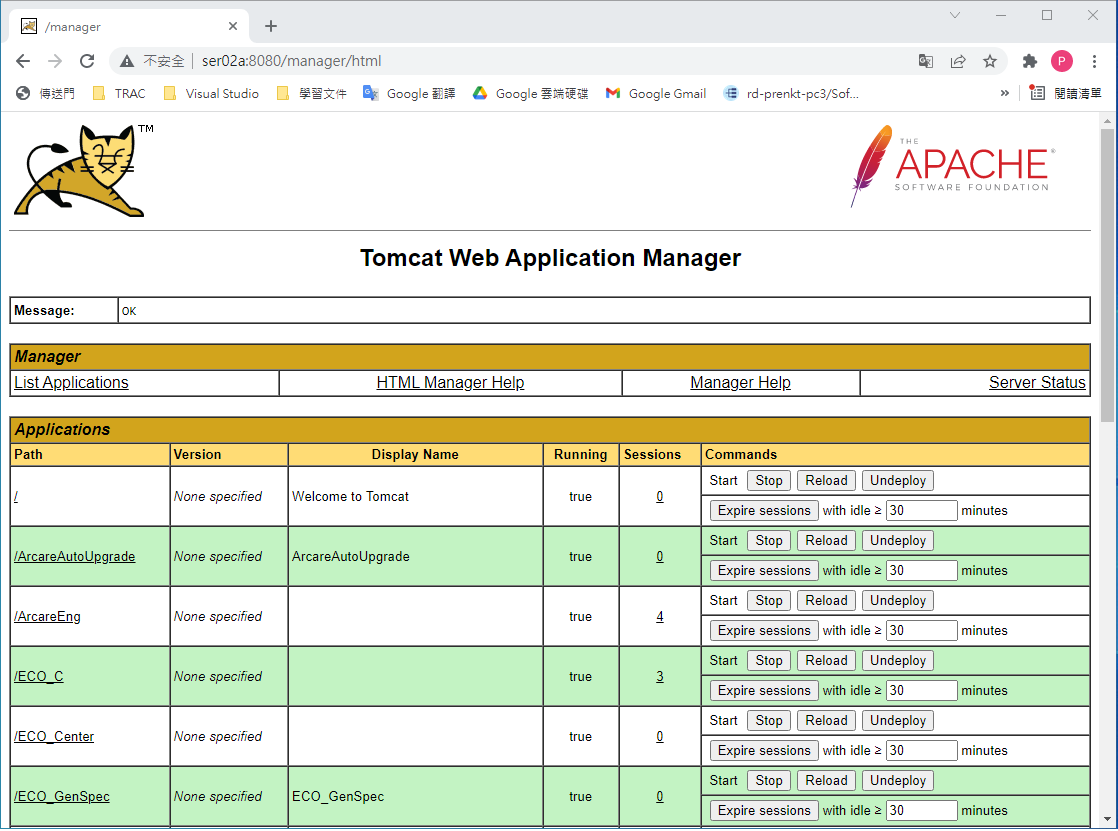 /manager
不安全 ser02a:8080/manager/html P
傳送門 TRAC Visual Studio 學習文件 Google 翻譯 Google 雲端硬碟 Google Gmail rd-prenkt-pc3/Sof... » 閱讀清單
TM
THE
APACHE®
SOFTWARE FOUNDATION
Tomcat Web Application Manager
Message: OK
Manager
List Applications HTML Manager Help Manager Help Server Status
Applications
Path Version Display Name Running Sessions Commands
/ None specified Welcome to Tomcat true 0 Start Stop Reload Undeploy
Expire sessions with idle ≥ 30 minutes
/ArcareAutoUpgrade None specified ArcareAutoUpgrade true 0 Start Stop Reload Undeploy
Expire sessions with idle ≥ 30 minutes
/ArcareEng None specified true 4 Start Stop Reload Undeploy
Expire sessions with idle ≥ 30 minutes
/ECO_C None specified true 3 Start Stop Reload Undeploy
Expire sessions with idle ≥ 30 minutes
/ECO_Center None specified true 0 Start Stop Reload Undeploy
Expire sessions with idle ≥ 30 minutes
/ECO_GenSpec None specified ECO_GenSpec true 0 Start Stop Reload Undeploy
Expire sessions with idle ≥ 30 minutes